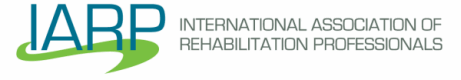 IARP
INTERNATIONAL ASSOCIATION OF
REHABILITATION PROFESSIONALS